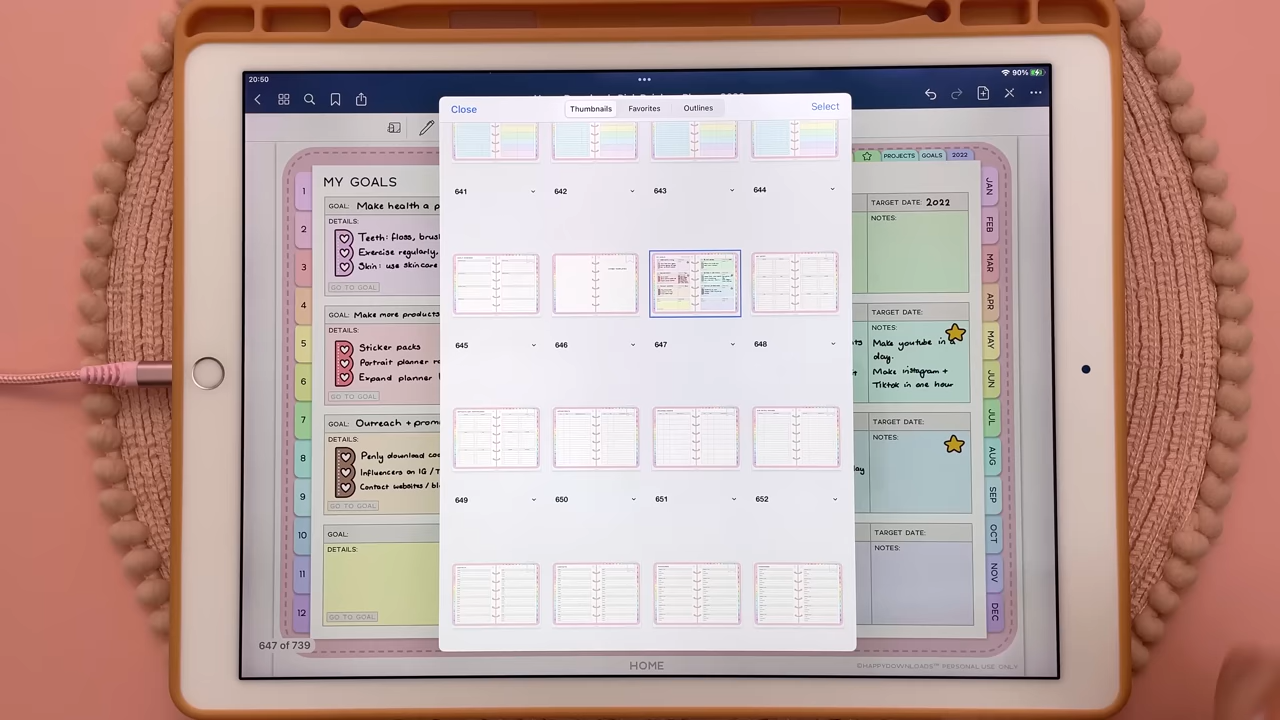 20:50
90%
Close
Thumbnails
Favorites
Outlines
Select
PROJECTS
GOALS
2022
641
642
643
644
645
646
647
648
649
650
651
652
MY GOALS
GOAL: Make health a p
DETAILS:
Teeth: floss, brus
Exercise regularly,
Skin: use skincare
GO TO GOAL
GOAL: Make more products
DETAILS:
Sticker packs
Portrait planner
Expand planner
GO TO GOAL
GOAL: Outreach + prom
DETAILS:
Penly download co
Influencers on IG / T
Contact websites / bl
GO TO GOAL
GOAL:
DETAILS:
GO TO GOAL
TARGET DATE: 2022
NOTES:
TARGET DATE:
NOTES:
Make youtube in
day.
Make instagram +
Tiktok in one hour
TARGET DATE:
NOTES:
TARGET DATE:
NOTES:
1
2
3
4
5
6
7
8
9
10
11
12
JAN
FEB
MAR
APR
MAY
JUN
JUL
AUG
SEP
OCT
NOV
DEC
647 of 739
HOME
©HAPPYDOWNLOADS™ PERSONAL USE ONLY